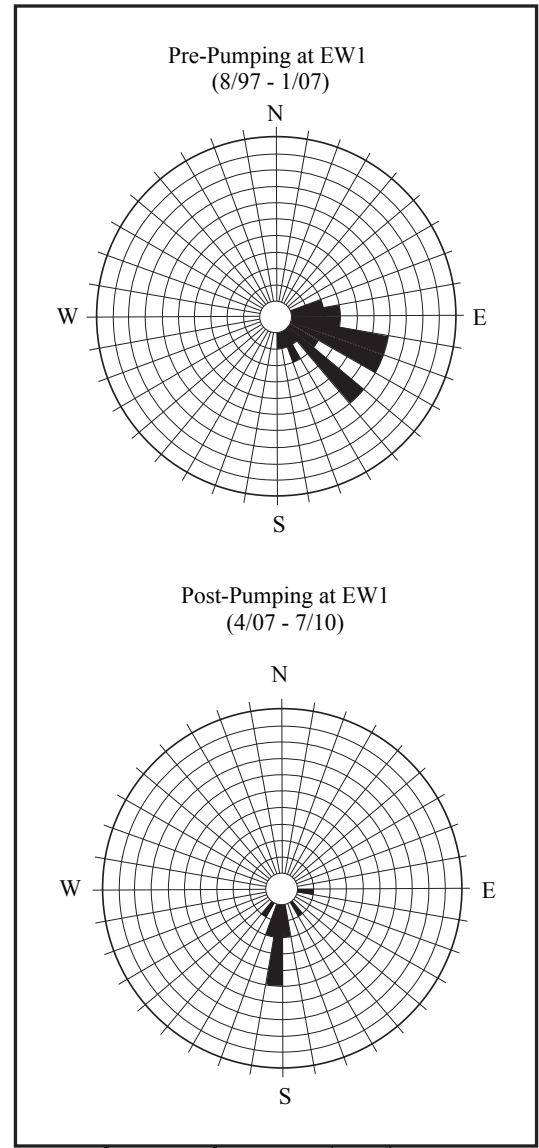 Pre-Pumping at EW1
(8/97 - 1/07)
N
W
E
S
Post-Pumping at EW1
(4/07 - 7/10)
N
W
E
S